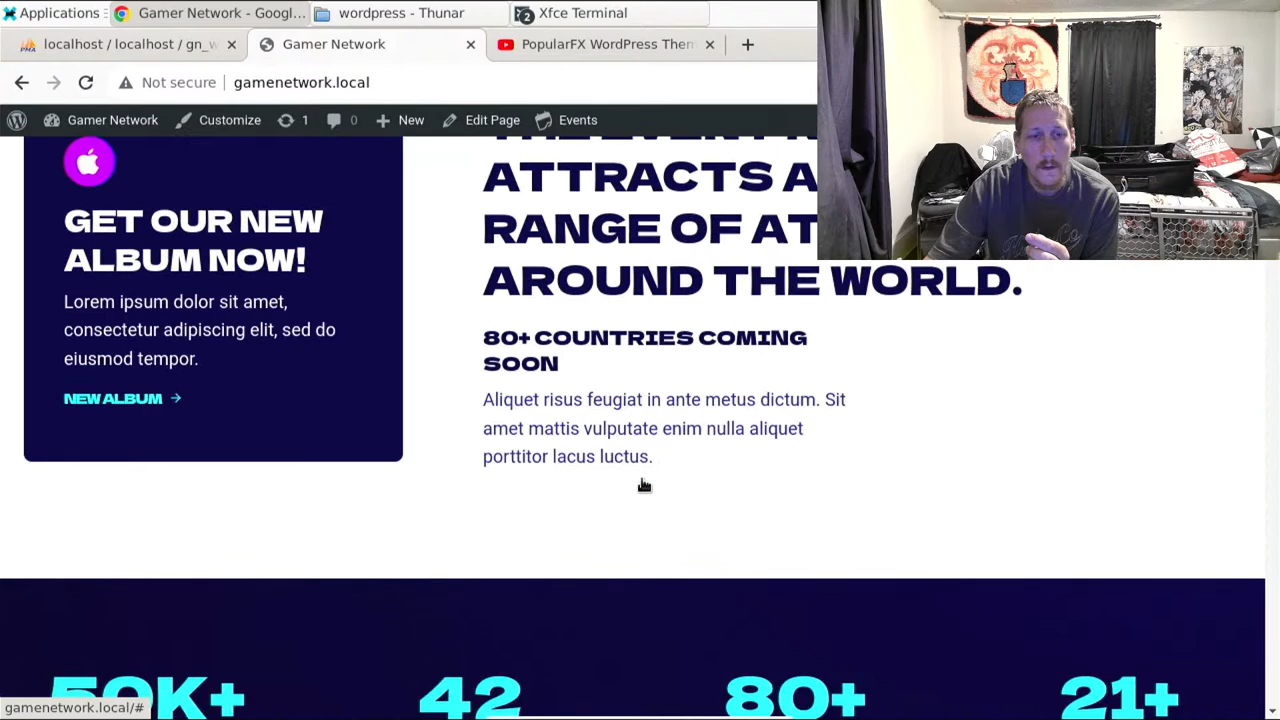 Applications
Gamer Network - Googl...
wordpress - Thunar
2
Xfce Terminal
localhost / localhost / gn_w
Gamer Network
PopularFX WordPress Them
Not secure
gamenetwork.local
Gamer Network
Customize
1
0
New
Edit Page
Events
GET OUR NEW
ALBUM NOW!
Lorem ipsum dolor sit amet,
consectetur adipiscing elit, sed do
eiusmod tempor.
NEW ALBUM
ATTRACTS A
RANGE OF AT
AROUND THE WORLD.
80+ COUNTRIES COMING
SOON
Aliquet risus feugiat in ante metus dictum. Sit
amet mattis vulputate enim nulla aliquet
porttitor lacus luctus.
50K+
42
80+
21+
gamenetwork.local/#